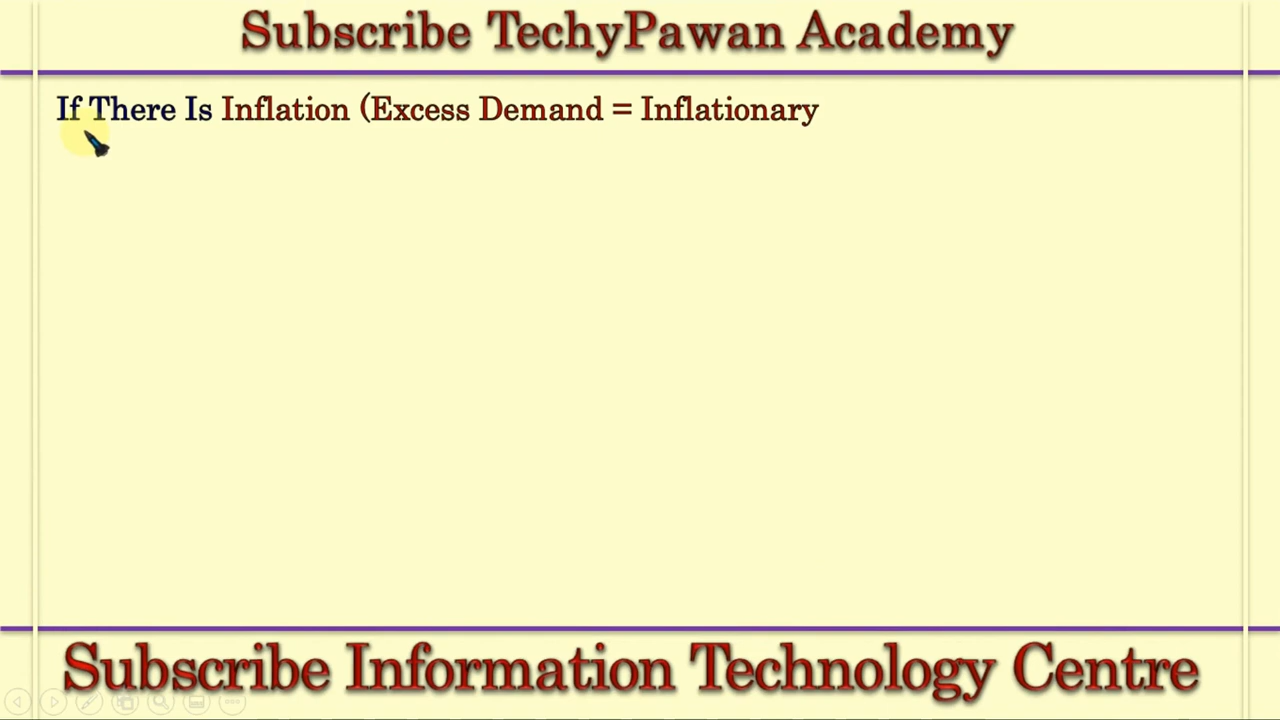 Subscribe TechyPawan Academy
If There Is Inflation (Excess Demand = Inflationary
Subscribe Information Technology Centre